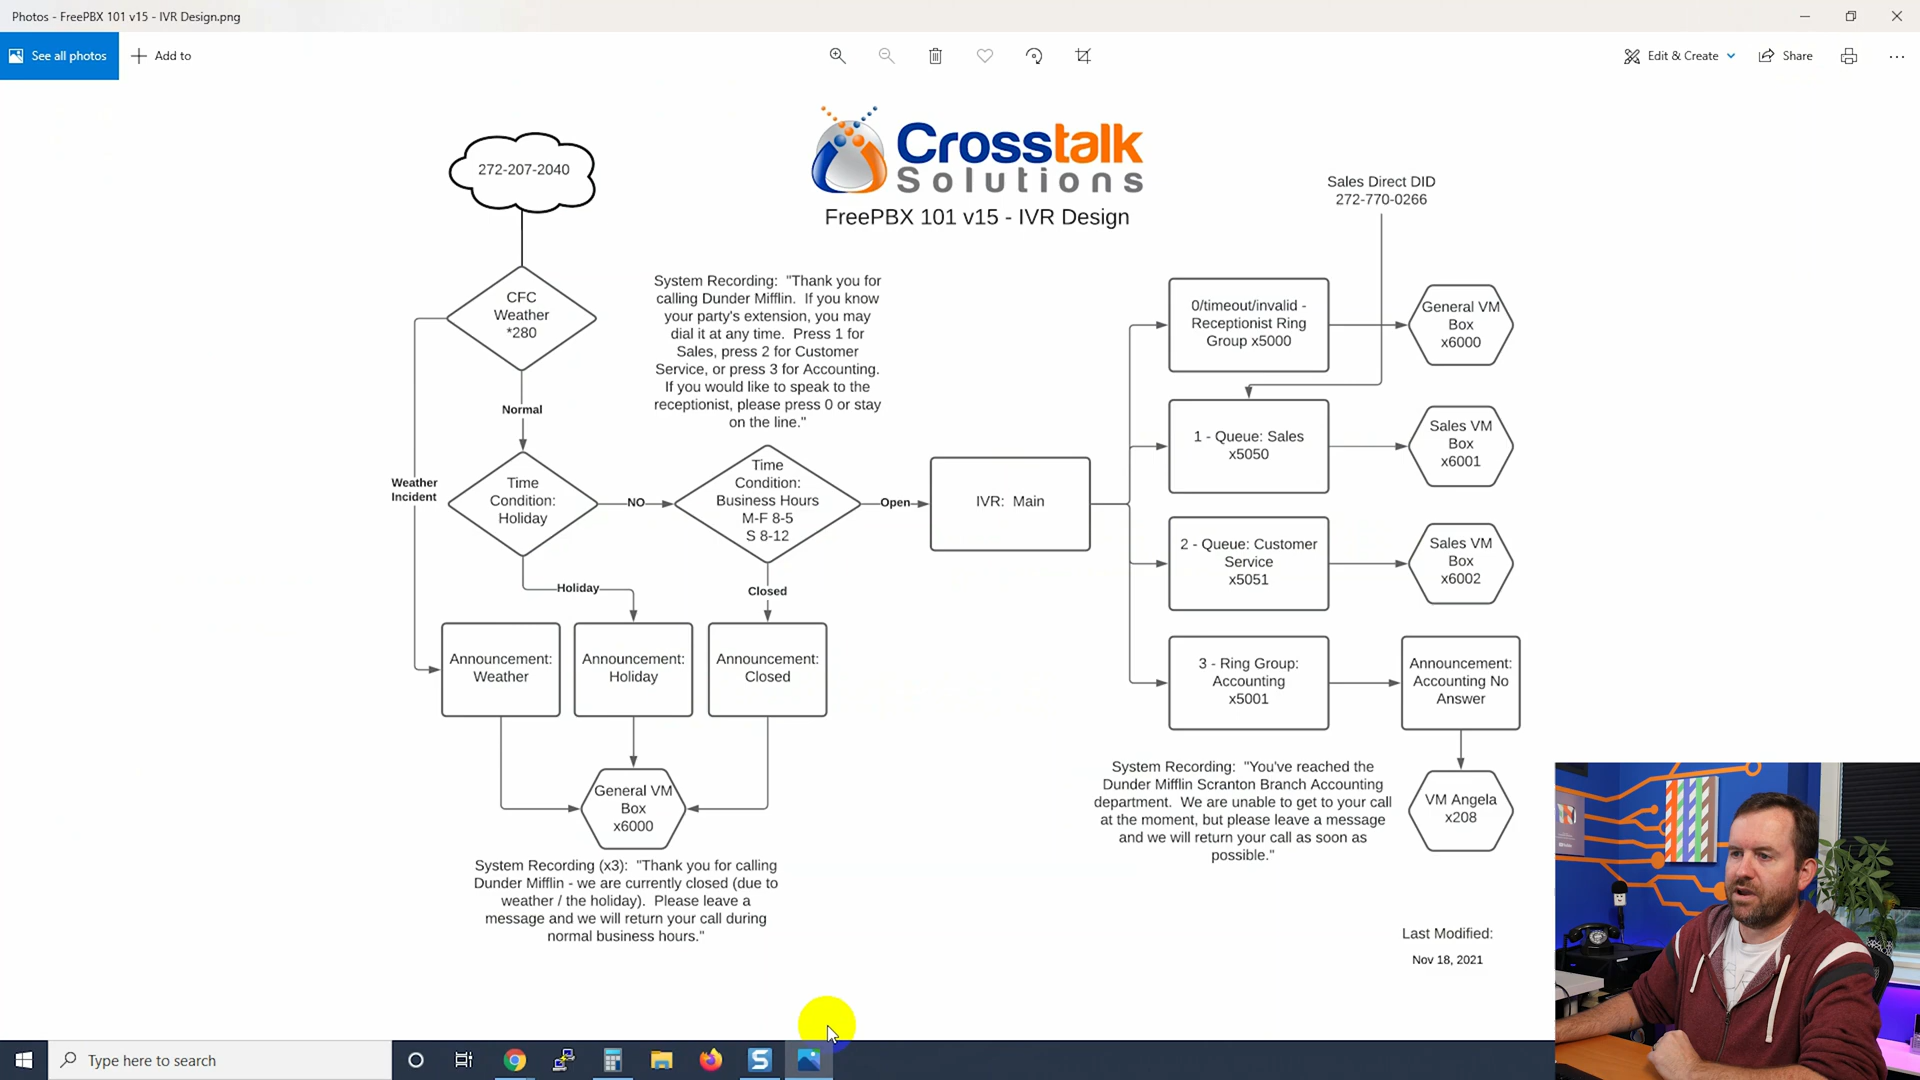 Photos - FreePBX 101 v15 - IVR Design.png
See all photos
Add to
Edit & Create
Share
Crosstalk
Solutions
FreePBX 101 v15 - IVR Design
272-207-2040
Sales Direct DID
272-770-0266
CFC
Weather
*280
System Recording: "Thank you for
calling Dunder Mifflin. If you know
your party's extension, you may
dial it at any time. Press 1 for
Sales, press 2 for Customer
Service, or press 3 for Accounting.
If you would like to speak to the
receptionist, please press 0 or stay
on the line."
0/timeout/invalid -
Receptionist Ring
Group x5000
General VM
Box
x6000
Normal
1 - Queue: Sales
x5050
Sales VM
Box
x6001
Weather
Incident
Time
Condition:
Holiday
NO
Time
Condition:
Business Hours
M-F 8-5
S 8-12
Open
IVR: Main
2 - Queue: Customer
Service
x5051
Sales VM
Box
x6002
Holiday
Closed
Announcement:
Weather
Announcement:
Holiday
Announcement:
Closed
3 - Ring Group:
Accounting
x5001
Announcement:
Accounting No
Answer
General VM
Box
x6000
System Recording: "You've reached the
Dunder Mifflin Scranton Branch Accounting
department. We are unable to get to your call
at the moment, but please leave a message
and we will return your call as soon as
possible."
VM Angela
x208
System Recording (x3): "Thank you for calling
Dunder Mifflin - we are currently closed (due to
weather / the holiday). Please leave a
message and we will return your call during
normal business hours."
Last Modified:
Nov 18, 2021
Type here to search